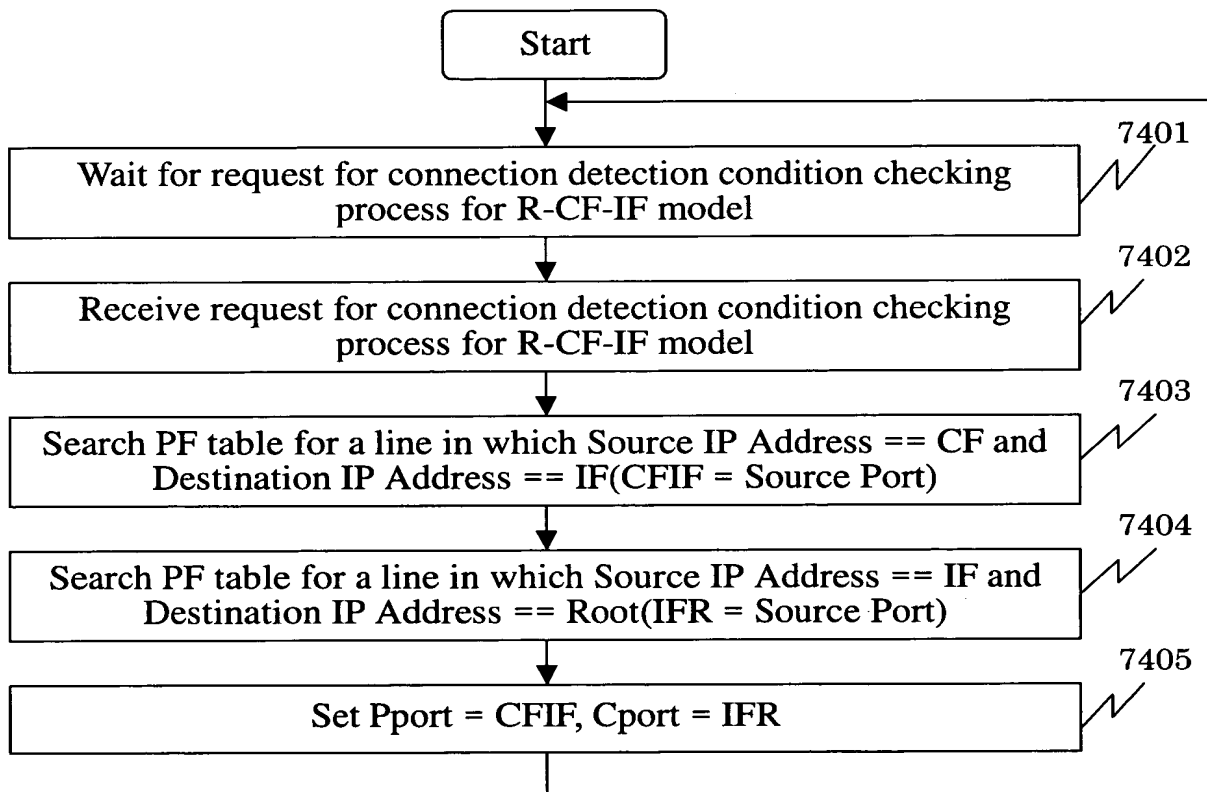 Start
7401
Wait for request for connection detection condition checking
process for R-CF-IF model
7402
Receive request for connection detection condition checking
process for R-CF-IF model
7403
Search PF table for a line in which Source IP Address == CF and
Destination IP Address == IF(CFIF = Source Port)
7404
Search PF table for a line in which Source IP Address == IF and
Destination IP Address == Root(IFR = Source Port)
7405
Set Pport = CFIF, Cport = IFR